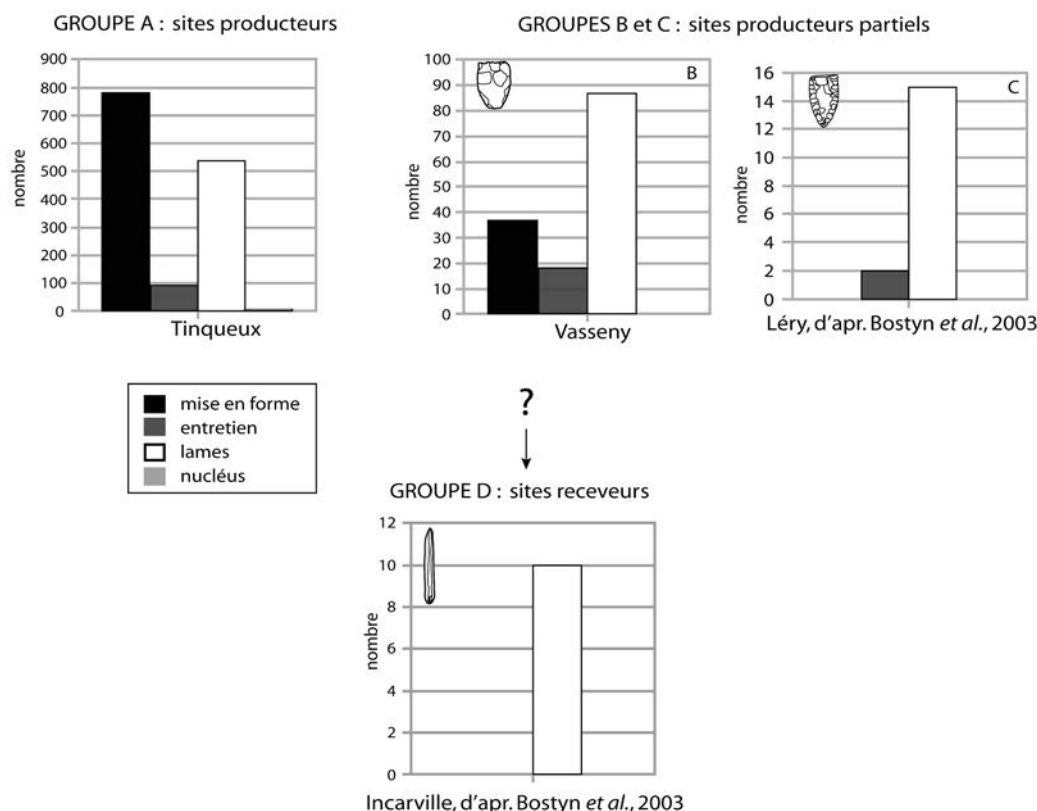 GROUPE A : sites producteurs
GROUPES B et C : sites producteurs partiels
900
800
700
600
500
400
300
200
100
0
nombre
Tinqueux
B
100
90
80
70
60
50
40
30
20
10
0
nombre
Vasseny
C
16
14
12
10
8
6
4
2
0
nombre
Léry, d'apr. Bostyn et al., 2003
mise en forme
entretien
lames
nucléus
?
GROUPE D : sites receveurs
12
10
8
6
4
2
0
nombre
Incarville, d'apr. Bostyn et al., 2003